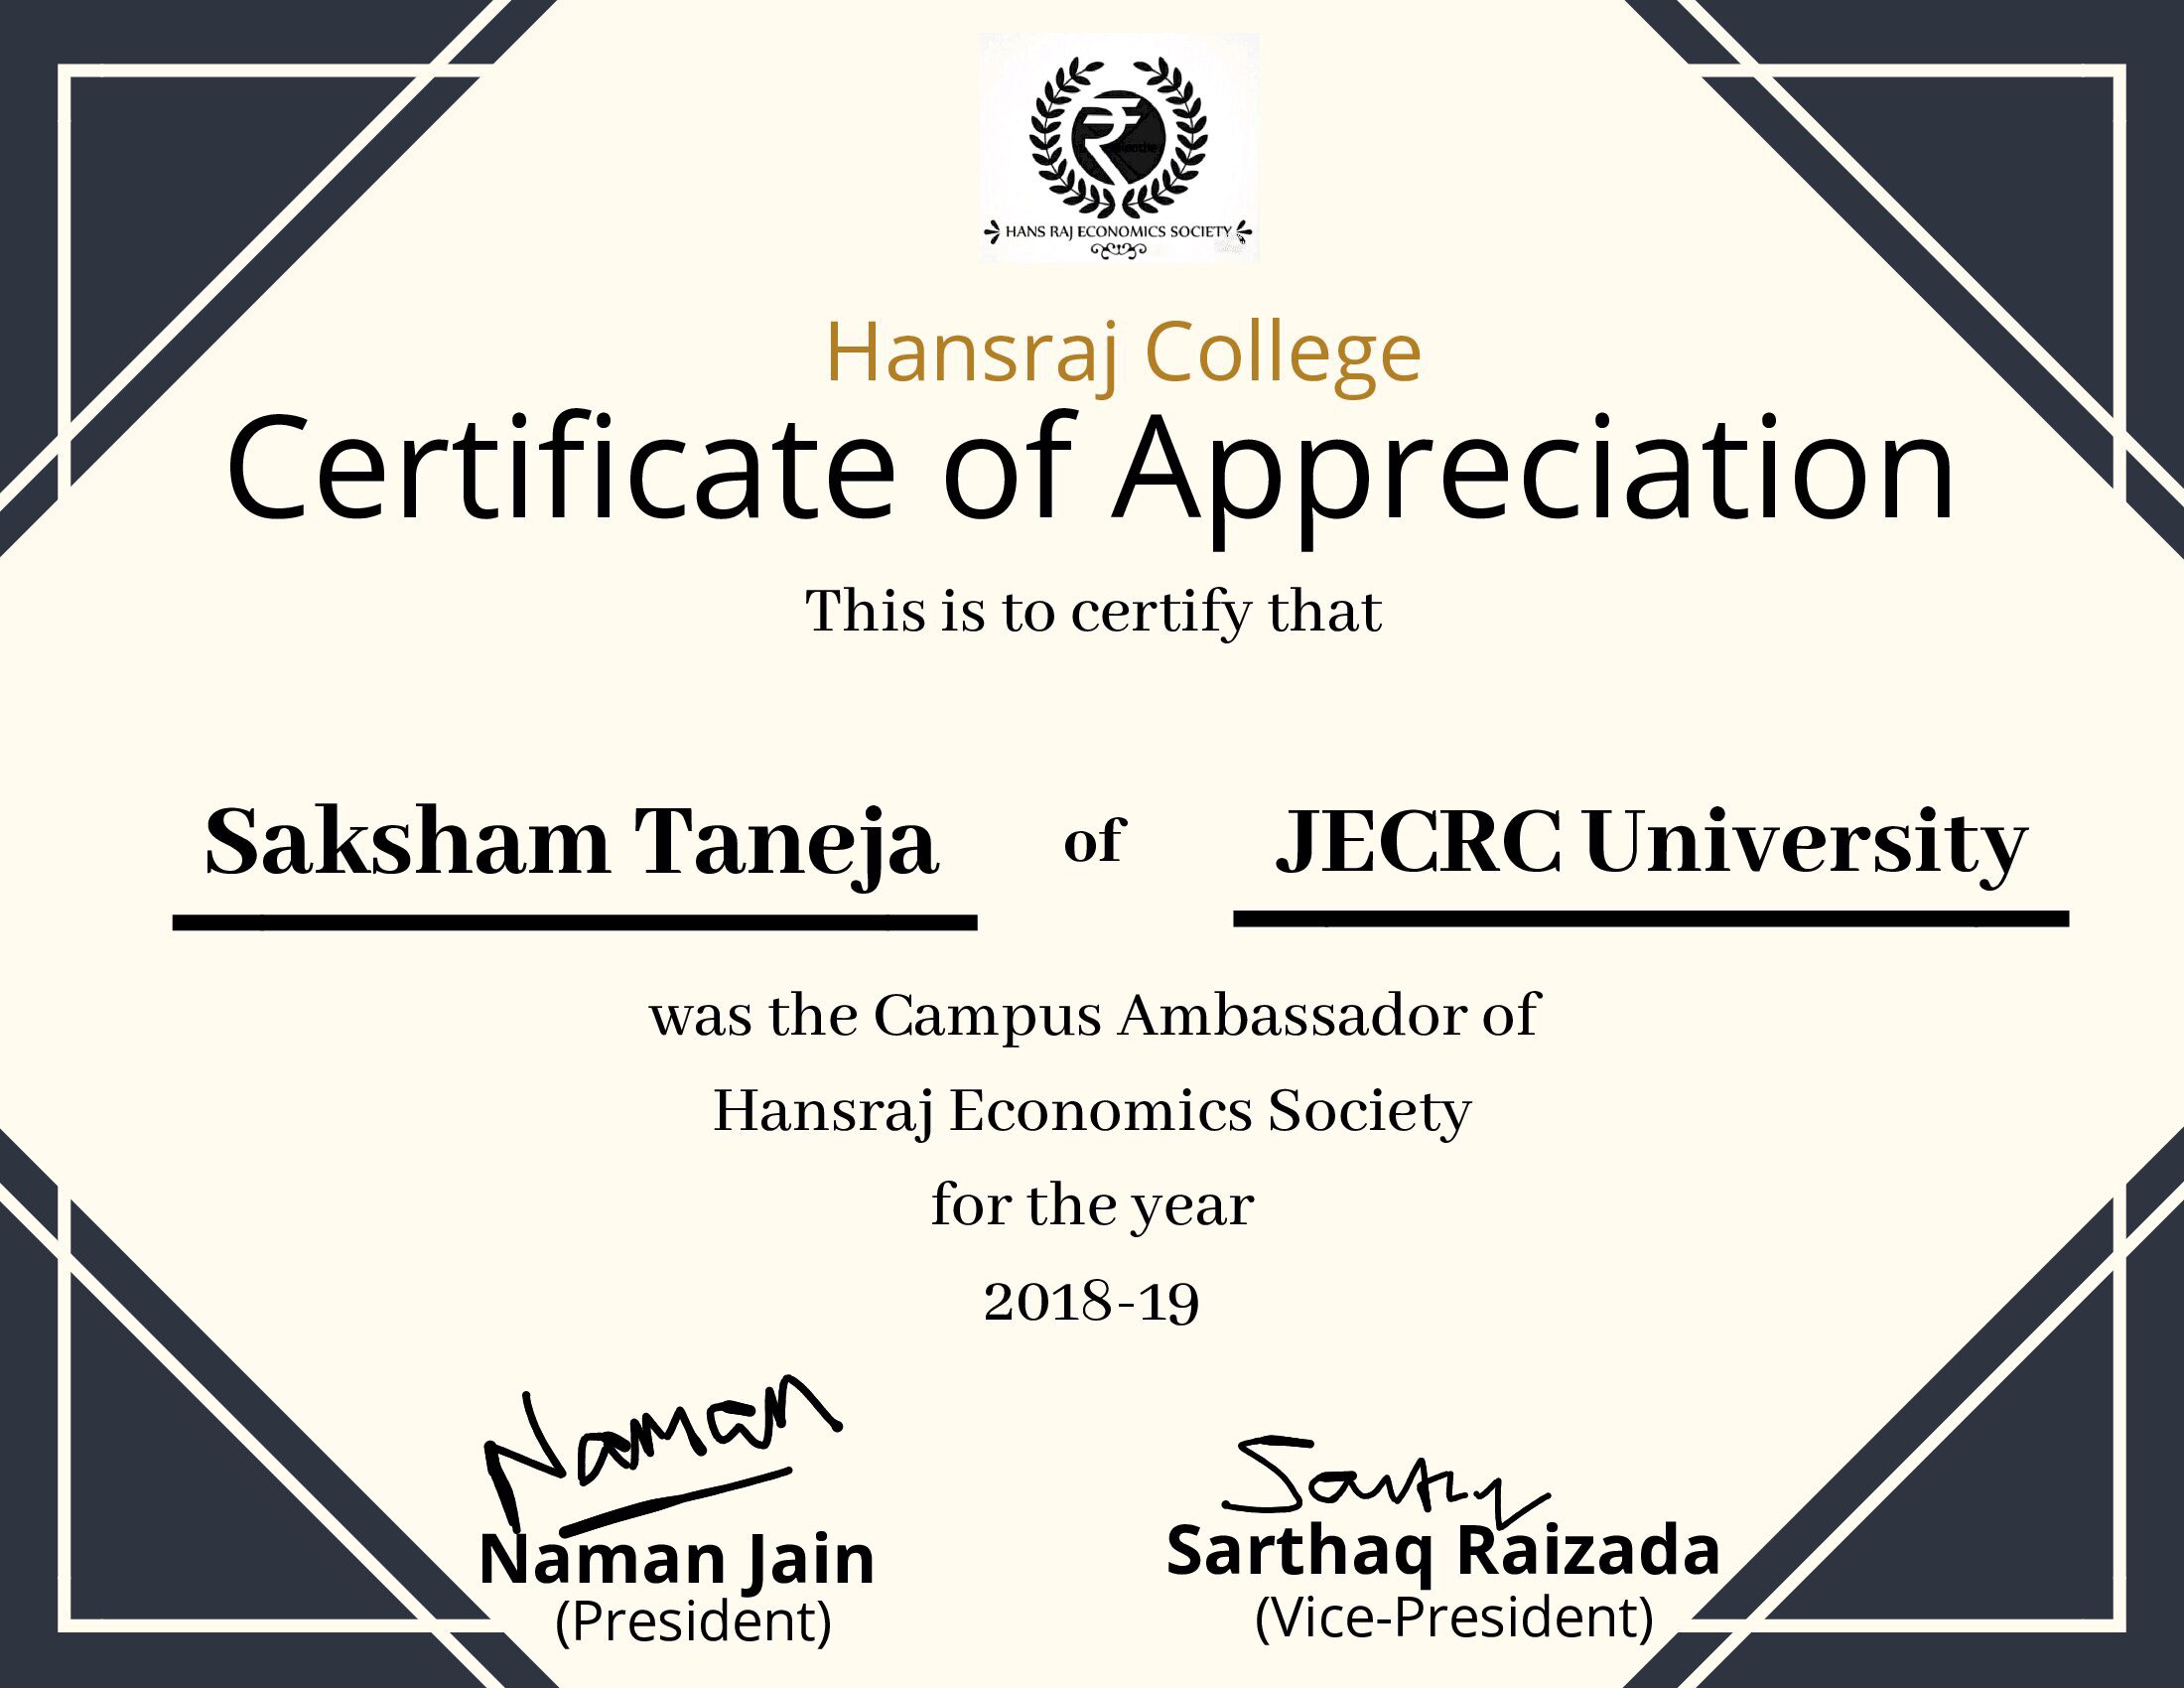 HANS RAJ ECONOMICS SOCIETY
Hansraj College
Certificate of Appreciation
This is to certify that
Saksham Taneja of JECRC University
was the Campus Ambassador of
Hansraj Economics Society
for the year
2018-19
Naman
Naman Jain
Sarthaq Raizada
(President)
(Vice-President)